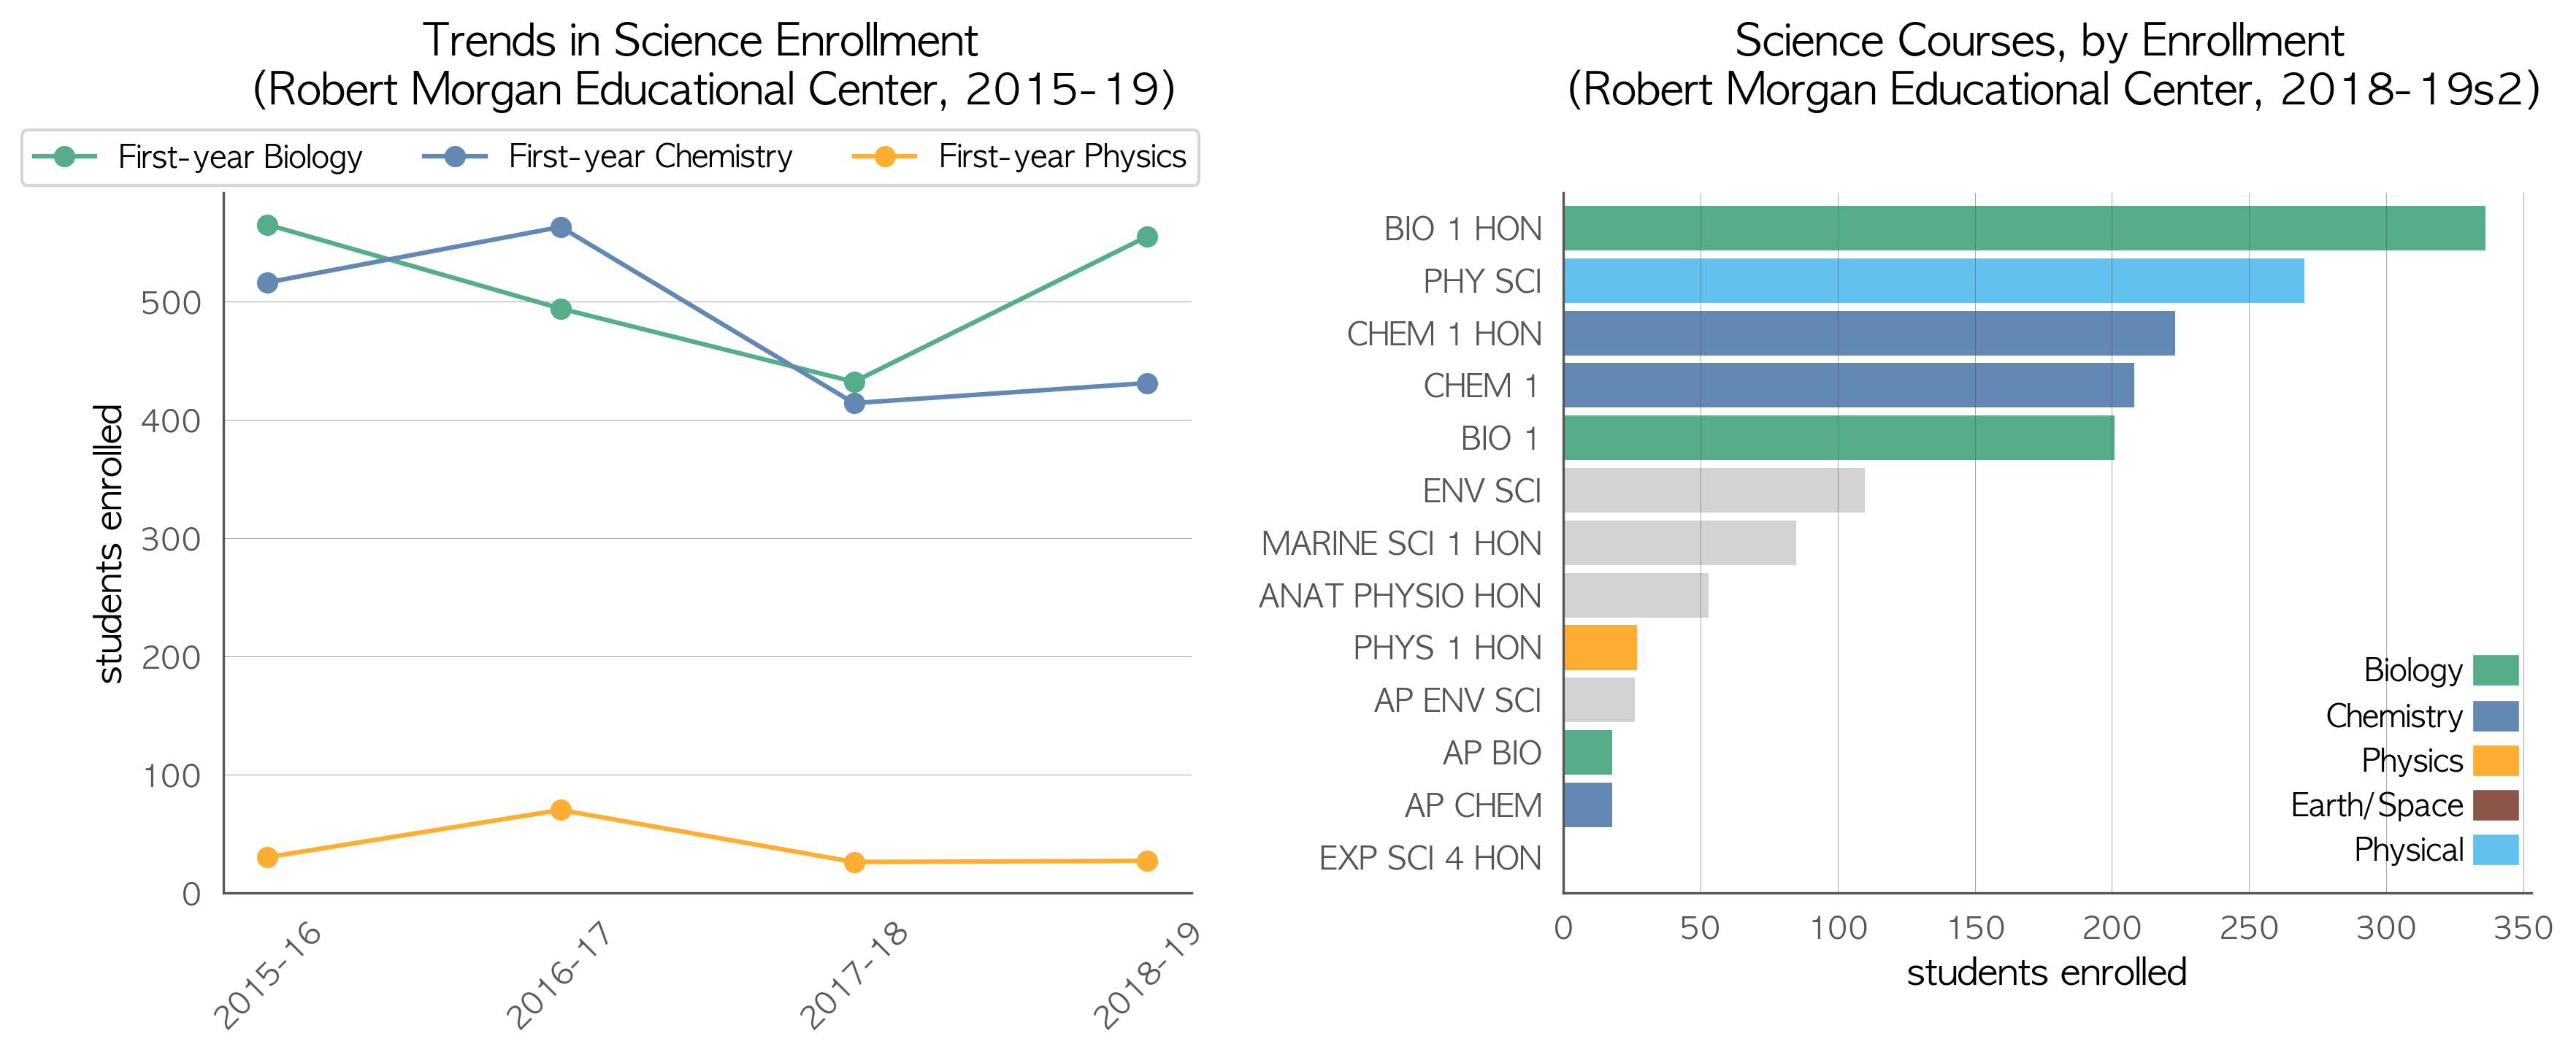 Trends in Science Enrollment
(Robert Morgan Educational Center, 2015-19)
First-year Biology
First-year Chemistry
First-year Physics
students enrolled
500
400
300
200
100
0
2015-16
2016-17
2017-18
2018-19
Science Courses, by Enrollment
(Robert Morgan Educational Center, 2018-19s2)
BIO 1 HON
PHY SCI
CHEM 1 HON
CHEM 1
BIO 1
ENV SCI
MARINE SCI 1 HON
ANAT PHYSIO HON
PHYS 1 HON
AP ENV SCI
AP BIO
AP CHEM
EXP SCI 4 HON
Biology
Chemistry
Physics
Earth/Space
Physical
0 50 100 150 200 250 300 350
students enrolled